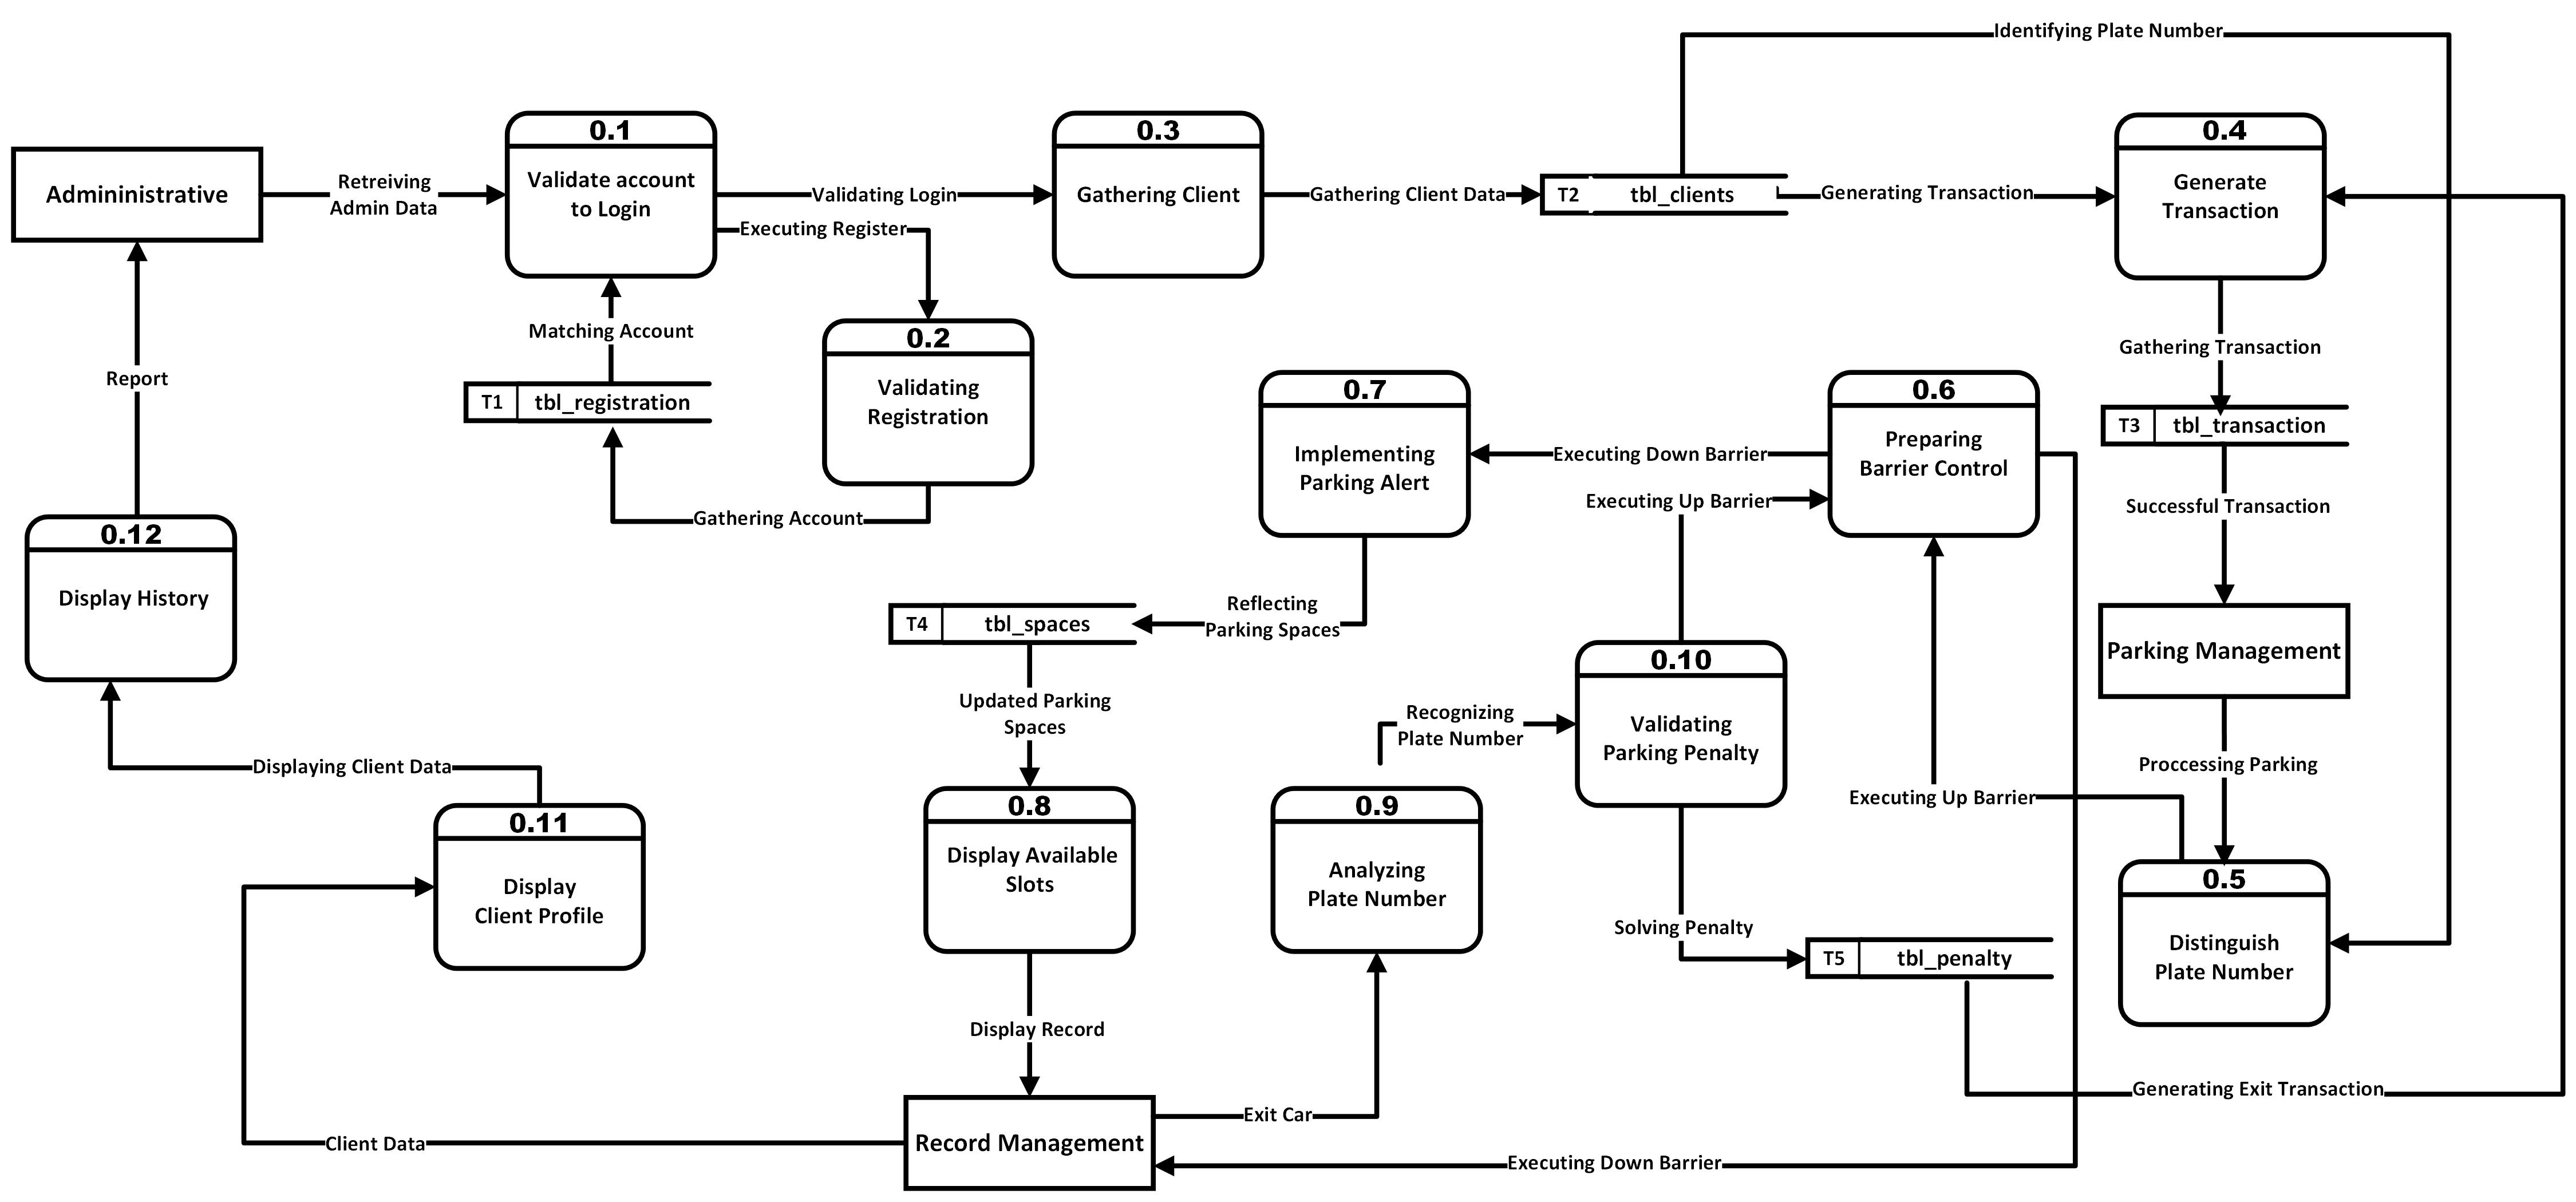 Identifying Plate Number
0.1
Validate account
to Login
0.3
Gathering Client
0.4
Generate
Transaction
Admininistrative
Retreiving
Admin Data
Validating Login
Executing Register
Gathering Client Data
T2
tbl_clients
Generating Transaction
Matching Account
0.2
Validating
Registration
Gathering Transaction
Report
T1
tbl_registration
0.7
Implementing
Parking Alert
Executing Down Barrier
0.6
Preparing
Barrier Control
T3
tbl_transaction
Executing Up Barrier
Successful Transaction
Gathering Account
0.12
Display History
T4
tbl_spaces
Reflecting
Parking Spaces
Parking Management
0.10
Validating
Parking Penalty
Updated Parking
Spaces
Recognizing
Plate Number
Displaying Client Data
Proccessing Parking
Executing Up Barrier
0.11
Display
Client Profile
0.8
Display Available
Slots
0.9
Analyzing
Plate Number
0.5
Distinguish
Plate Number
Solving Penalty
T5
tbl_penalty
Display Record
Generating Exit Transaction
Exit Car
Record Management
Client Data
Executing Down Barrier